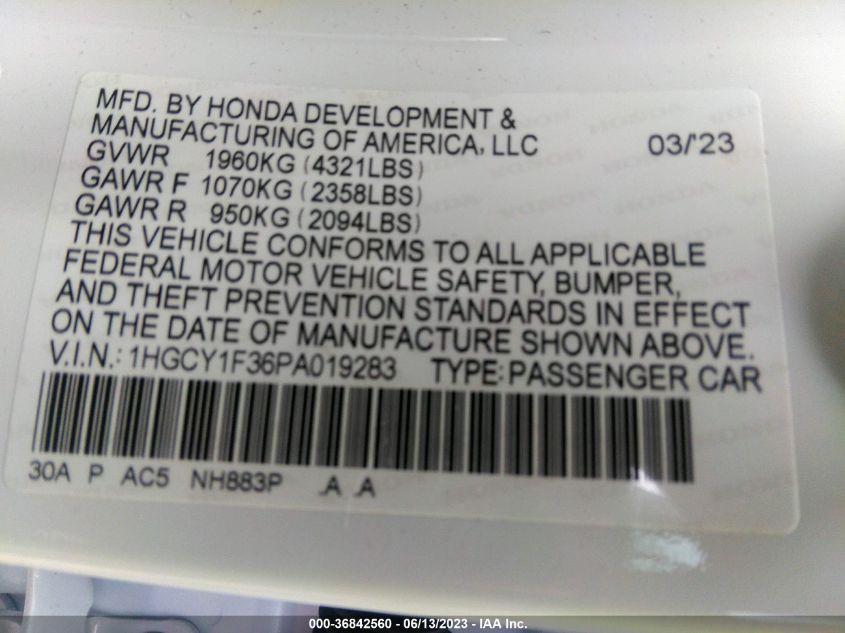 MFD. BY HONDA DEVELOPMENT &
MANUFACTURING OF AMERICA, LLC 03/'23
GVWR 1960KG (4321LBS)
GAWR F 1070KG (2358LBS)
GAWR R 950KG (2094LBS)
THIS VEHICLE CONFORMS TO ALL APPLICABLE
FEDERAL MOTOR VEHICLE SAFETY, BUMPER,
AND THEFT PREVENTION STANDARDS IN EFFECT
ON THE DATE OF MANUFACTURE SHOWN ABOVE.
V.I.N.: 1HGCY1F36PA019283 TYPE: PASSENGER CAR
30A P AC5 NH883P .A .A
000-36842560 - 06/13/2023 - IAA Inc.